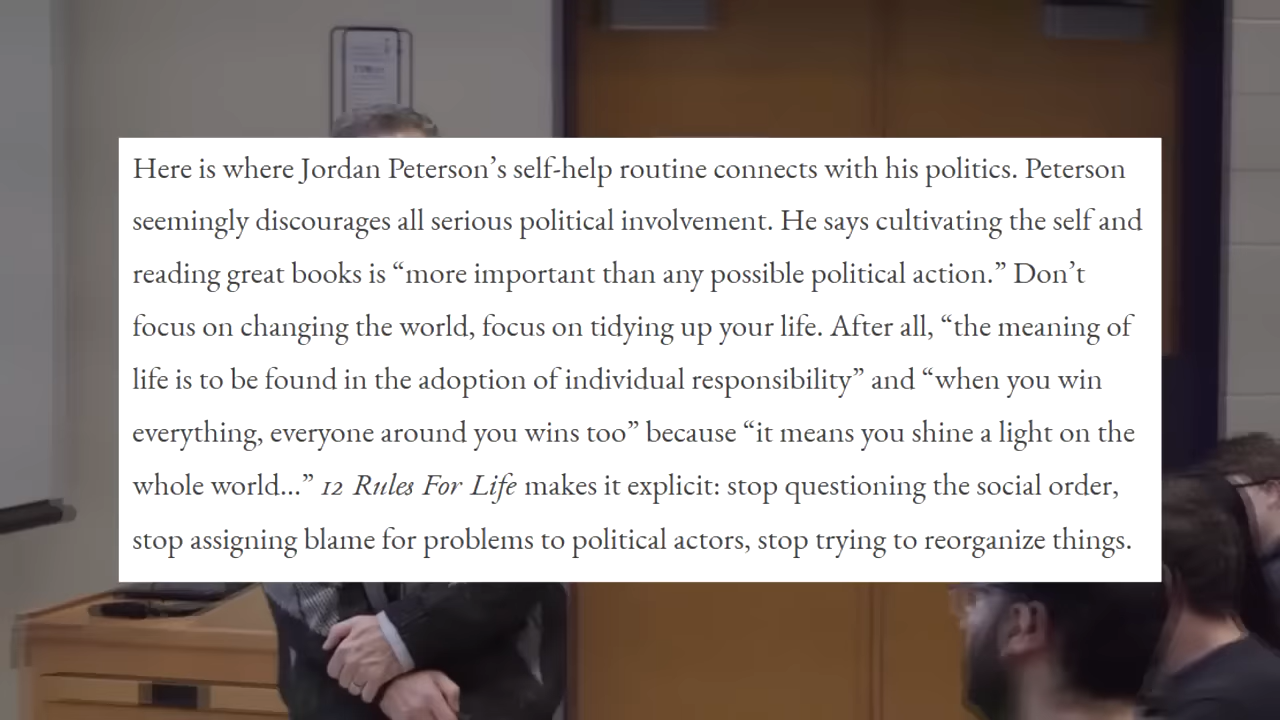 Here is where Jordan Peterson’s self-help routine connects with his politics. Peterson
seemingly discourages all serious political involvement. He says cultivating the self and
reading great books is “more important than any possible political action.” Don’t
focus on changing the world, focus on tidying up your life. After all, “the meaning of
life is to be found in the adoption of individual responsibility” and “when you win
everything, everyone around you wins too” because “it means you shine a light on the
whole world…” 12 Rules For Life makes it explicit: stop questioning the social order,
stop assigning blame for problems to political actors, stop trying to reorganize things.